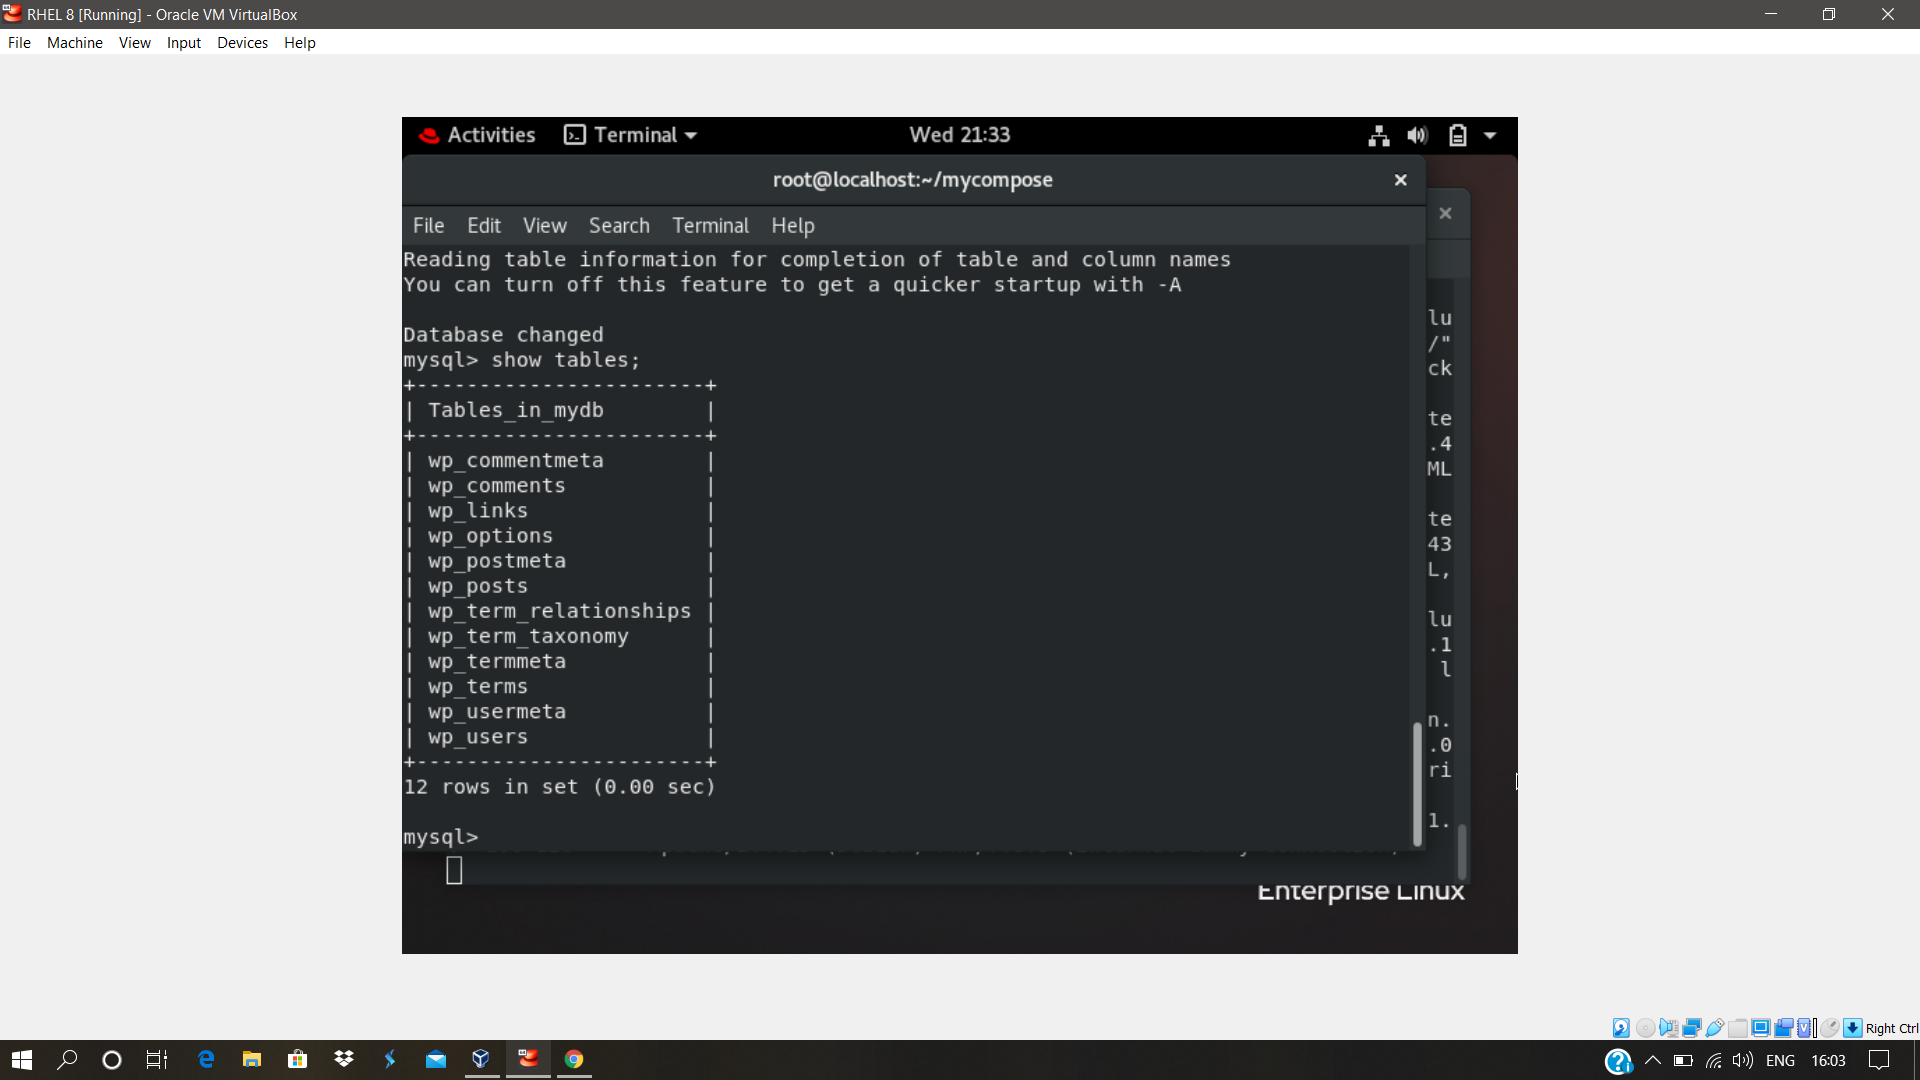 RHEL 8 [Running] - Oracle VM VirtualBox
File Machine View Input Devices Help
Activities Terminal Wed 21:33
root@localhost:~/mycompose
File Edit View Search Terminal Help
Reading table information for completion of table and column names
You can turn off this feature to get a quicker startup with -A
Database changed
mysql> show tables;
+-----------------------+
| Tables_in_mydb |
+-----------------------+
| wp_commentmeta |
| wp_comments |
| wp_links |
| wp_options |
| wp_postmeta |
| wp_posts |
| wp_term_relationships |
| wp_term_taxonomy |
| wp_termmeta |
| wp_terms |
| wp_usermeta |
| wp_users |
+-----------------------+
12 rows in set (0.00 sec)
mysql>
lu
/"
ck
te
.4
ML
te
43
L,
lu
.1
l
n.
.0
ri
1.
Enterprise Linux
Right Ctrl
ENG 16:03